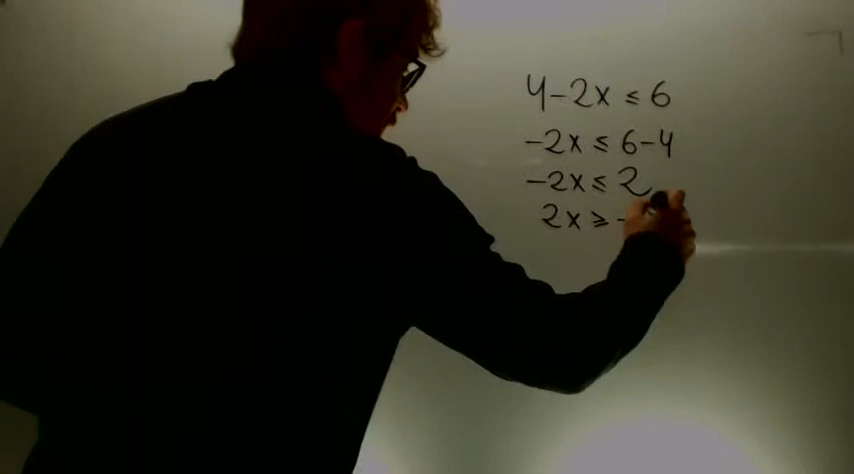 4-2x ≤ 6
-2x ≤ 6-4
-2x ≤ 2
2x ≥ -